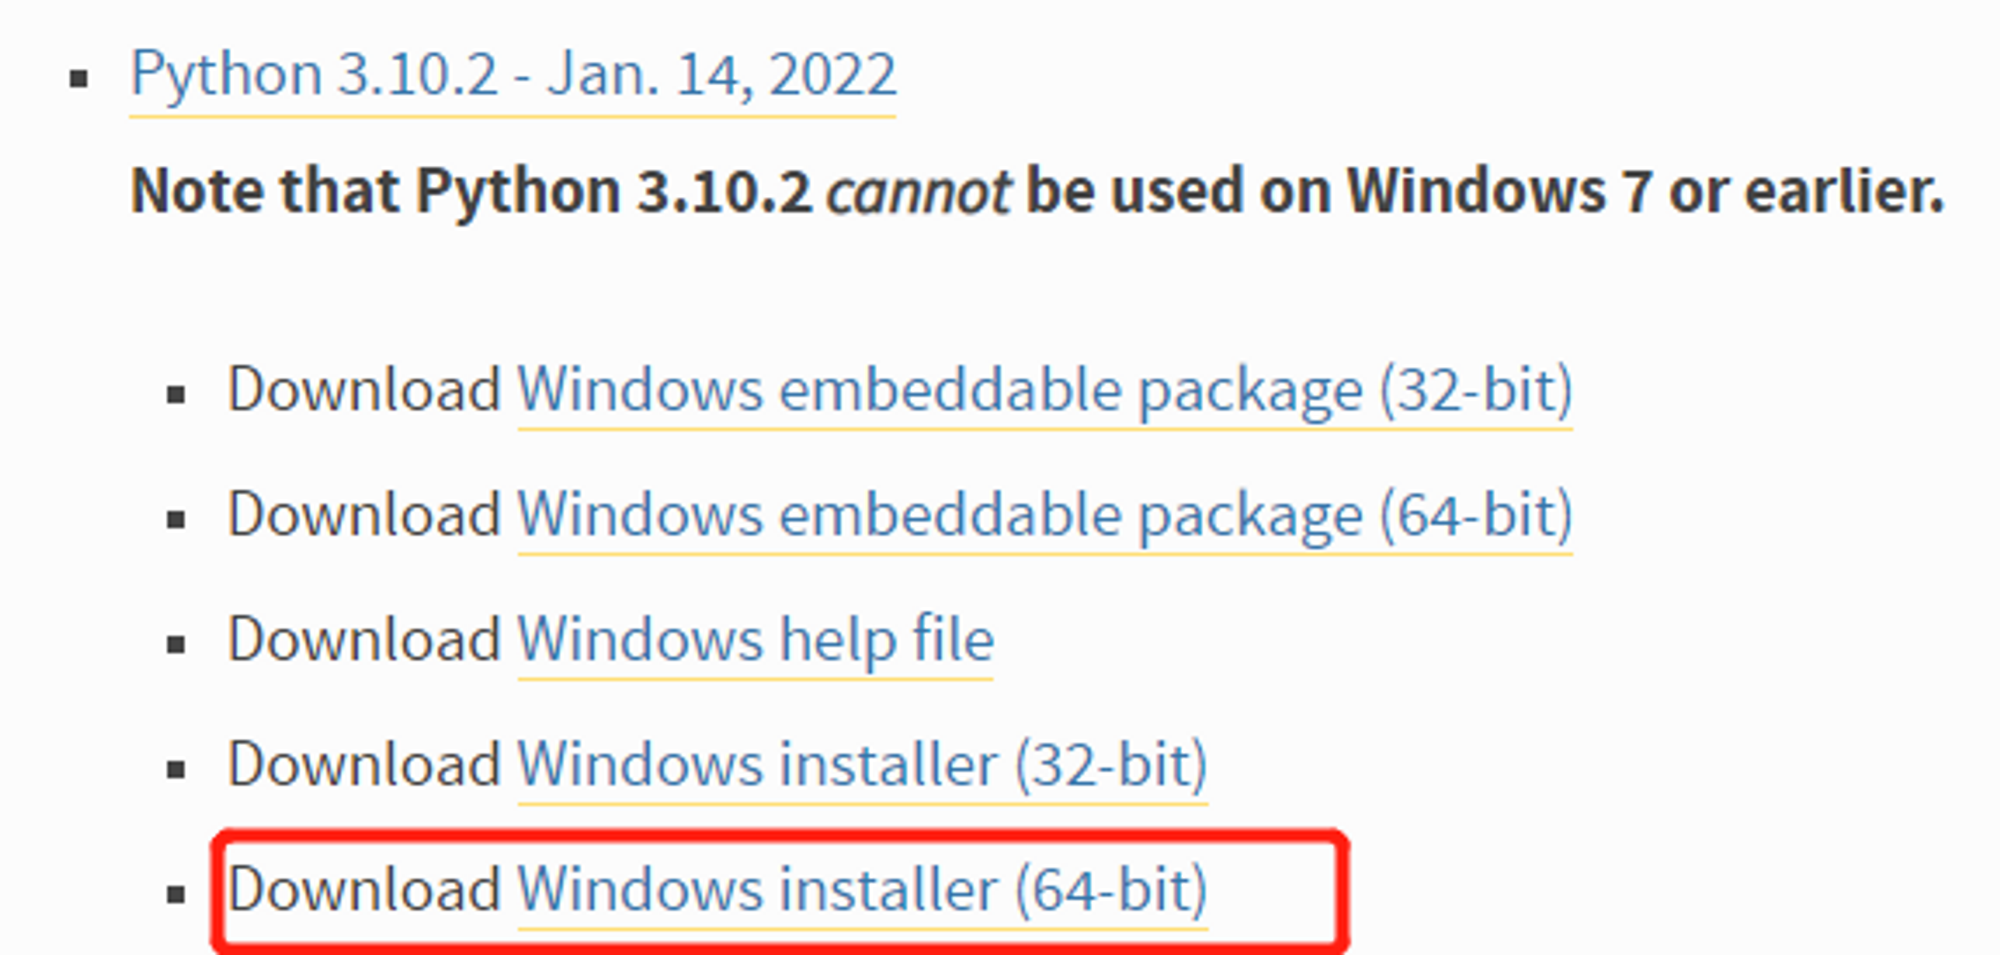 Python 3.10.2 - Jan. 14, 2022
Note that Python 3.10.2 cannot be used on Windows 7 or earlier.
Download Windows embeddable package (32-bit)
Download Windows embeddable package (64-bit)
Download Windows help file
Download Windows installer (32-bit)
Download Windows installer (64-bit)